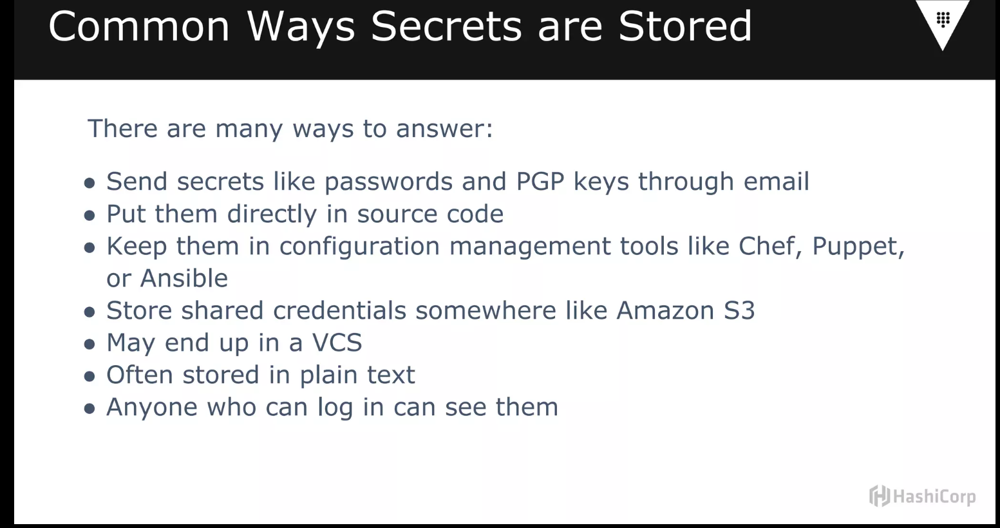 Common Ways Secrets are Stored
There are many ways to answer:
● Send secrets like passwords and PGP keys through email
● Put them directly in source code
● Keep them in configuration management tools like Chef, Puppet,
or Ansible
● Store shared credentials somewhere like Amazon S3
● May end up in a VCS
● Often stored in plain text
● Anyone who can log in can see them
HashiCorp